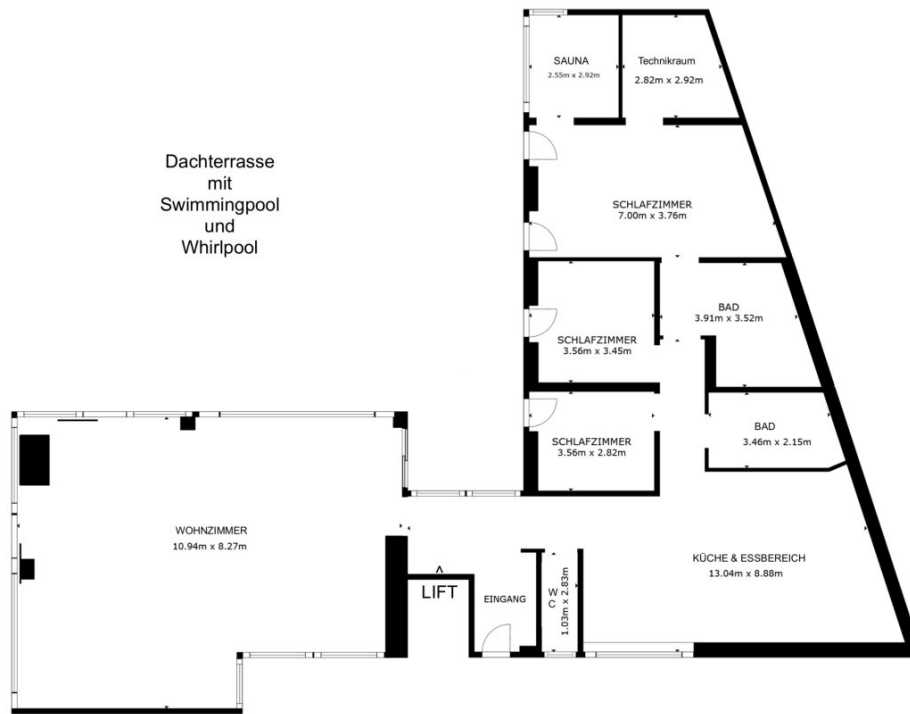 SAUNA
2.55m x 2.92m
Technikraum
2.82m x 2.92m
Dachterrasse
mit
Swimmingpool
und
Whirlpool
SCHLAFZIMMER
7.00m x 3.76m
BAD
3.91m x 3.52m
SCHLAFZIMMER
3.56m x 3.45m
SCHLAFZIMMER
3.56m x 2.82m
BAD
3.46m x 2.15m
WOHNZIMMER
10.94m x 8.27m
KÜCHE & ESSBEREICH
13.04m x 8.88m
LIFT
EINGANG
WC
1.03m x 2.83m